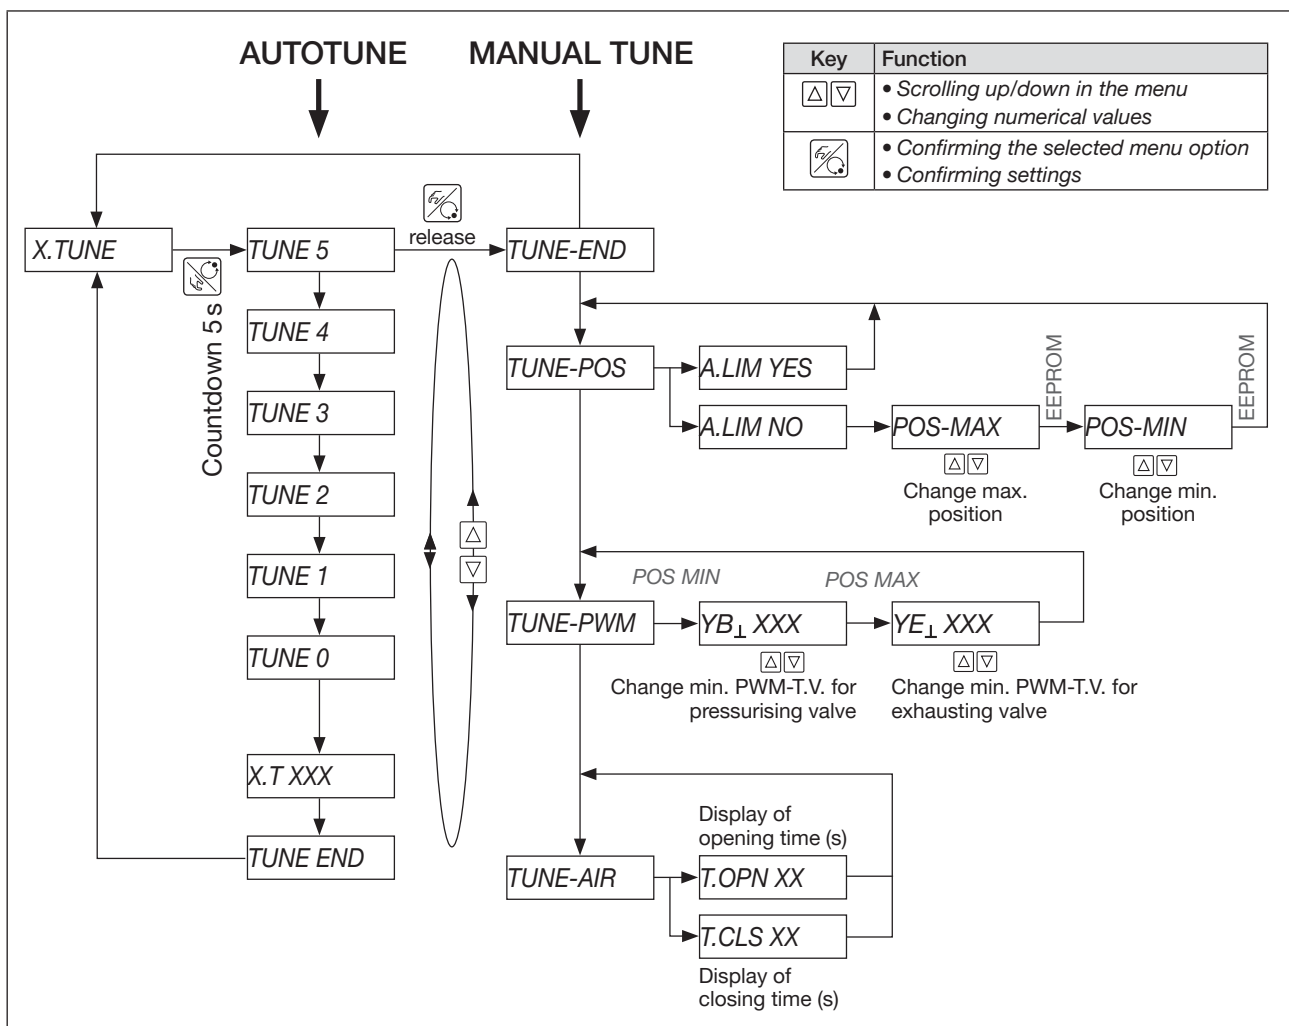 AUTOTUNE
MANUAL TUNE
Key
Function
• Scrolling up/down in the menu
• Changing numerical values
• Confirming the selected menu option
• Confirming settings
X.TUNE
Countdown 5 s
TUNE 5
release
TUNE-END
TUNE 4
TUNE 3
TUNE 2
TUNE 1
TUNE 0
X.T XXX
TUNE END
TUNE-POS
A.LIM YES
A.LIM NO
POS-MAX
EEPROM
POS-MIN
EEPROM
Change max.
position
Change min.
position
POS MIN
POS MAX
TUNE-PWM
YB⊥ XXX
YE⊥ XXX
Change min. PWM-T.V. for
pressurising valve
Change min. PWM-T.V. for
exhausting valve
Display of
opening time (s)
TUNE-AIR
T.OPN XX
T.CLS XX
Display of
closing time (s)